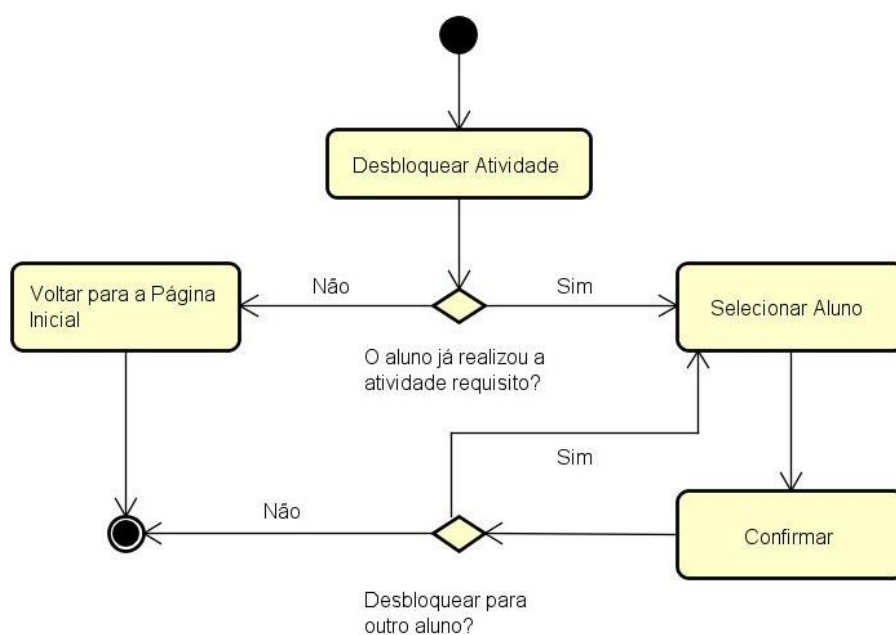 Desbloquear Atividade
Voltar para a Página
Inicial
Não
Sim
Selecionar Aluno
O aluno já realizou a
atividade requisito?
Sim
Não
Confirmar
Desbloquear para
outro aluno?